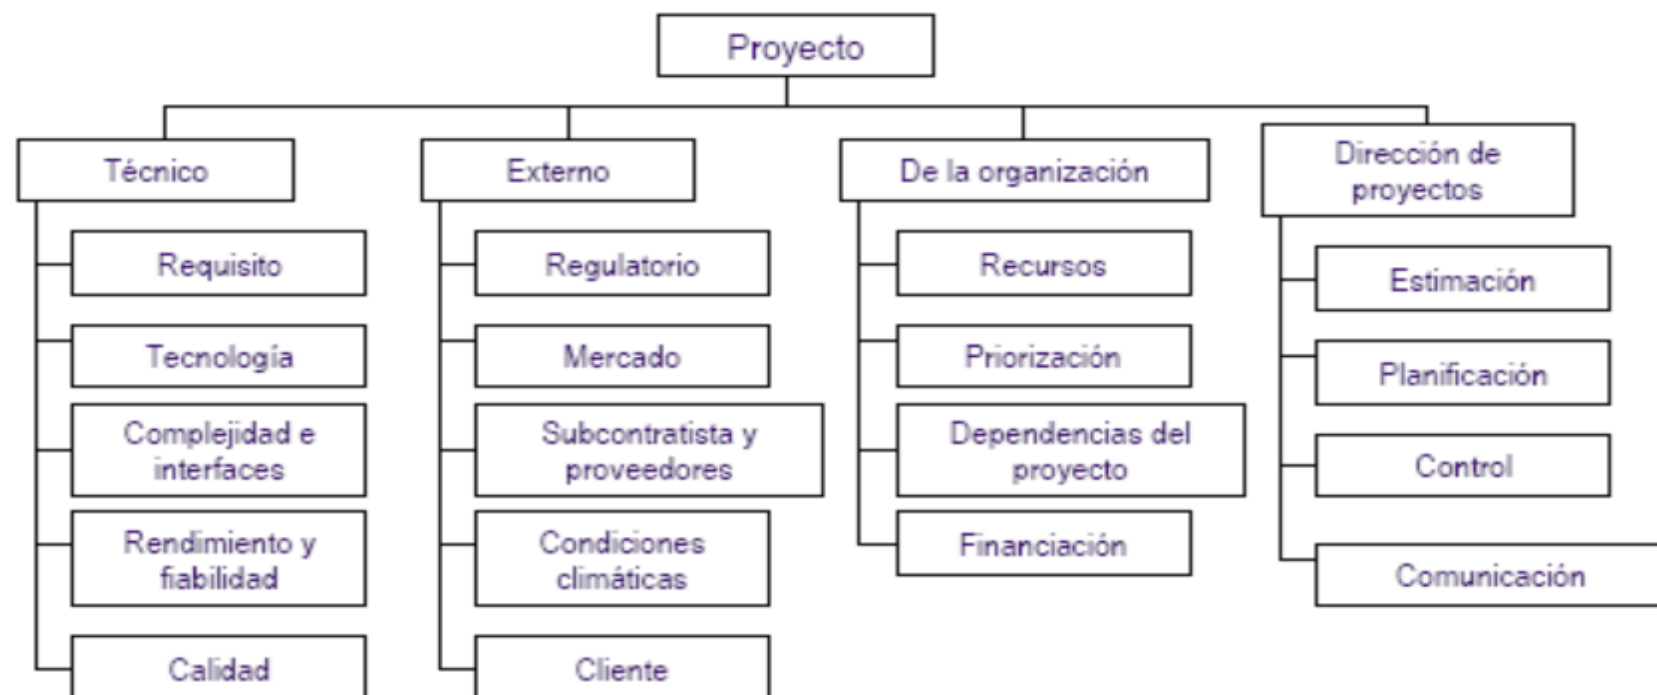 Proyecto
Técnico
Requisito
Tecnología
Complejidad e
interfaces
Rendimiento y
fiabilidad
Calidad
Externo
Regulatorio
Mercado
Subcontratista y
proveedores
Condiciones
climáticas
Cliente
De la organización
Recursos
Priorización
Dependencias del
proyecto
Financiación
Dirección de
proyectos
Estimación
Planificación
Control
Comunicación